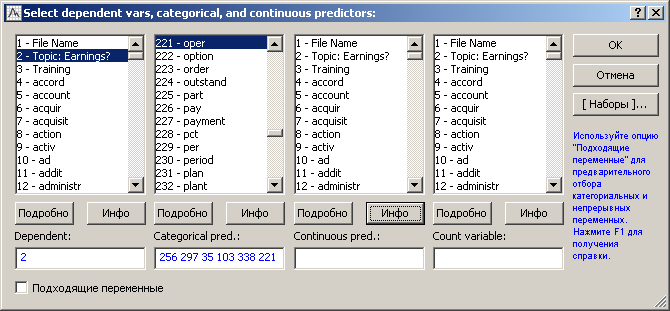 Select dependent vars, categorical, and continuous predictors:
1 - File Name
2 - Topic: Earnings?
3 - Training
4 - accord
5 - account
6 - acquir
7 - acquisit
8 - action
9 - activ
10 - ad
11 - addit
12 - administr
221 - oper
222 - option
223 - order
224 - outstand
225 - part
226 - pay
227 - payment
228 - pct
229 - per
230 - period
231 - plan
232 - plant
1 - File Name
2 - Topic: Earnings?
3 - Training
4 - accord
5 - account
6 - acquir
7 - acquisit
8 - action
9 - activ
10 - ad
11 - addit
12 - administr
1 - File Name
2 - Topic: Earnings?
3 - Training
4 - accord
5 - account
6 - acquir
7 - acquisit
8 - action
9 - activ
10 - ad
11 - addit
12 - administr
OK
Отмена
[ Наборы ]...
Используйте опцию
"Подходящие
переменные" для
предварительного
отбора
категориальных и
непрерывных
переменных.
Нажмите F1 для
получения
справки.
Подробно Инфо Подробно Инфо Подробно Инфо Подробно Инфо
Dependent: Categorical pred.: Continuous pred.: Count variable:
2 256 297 35 103 338 221
Подходящие переменные